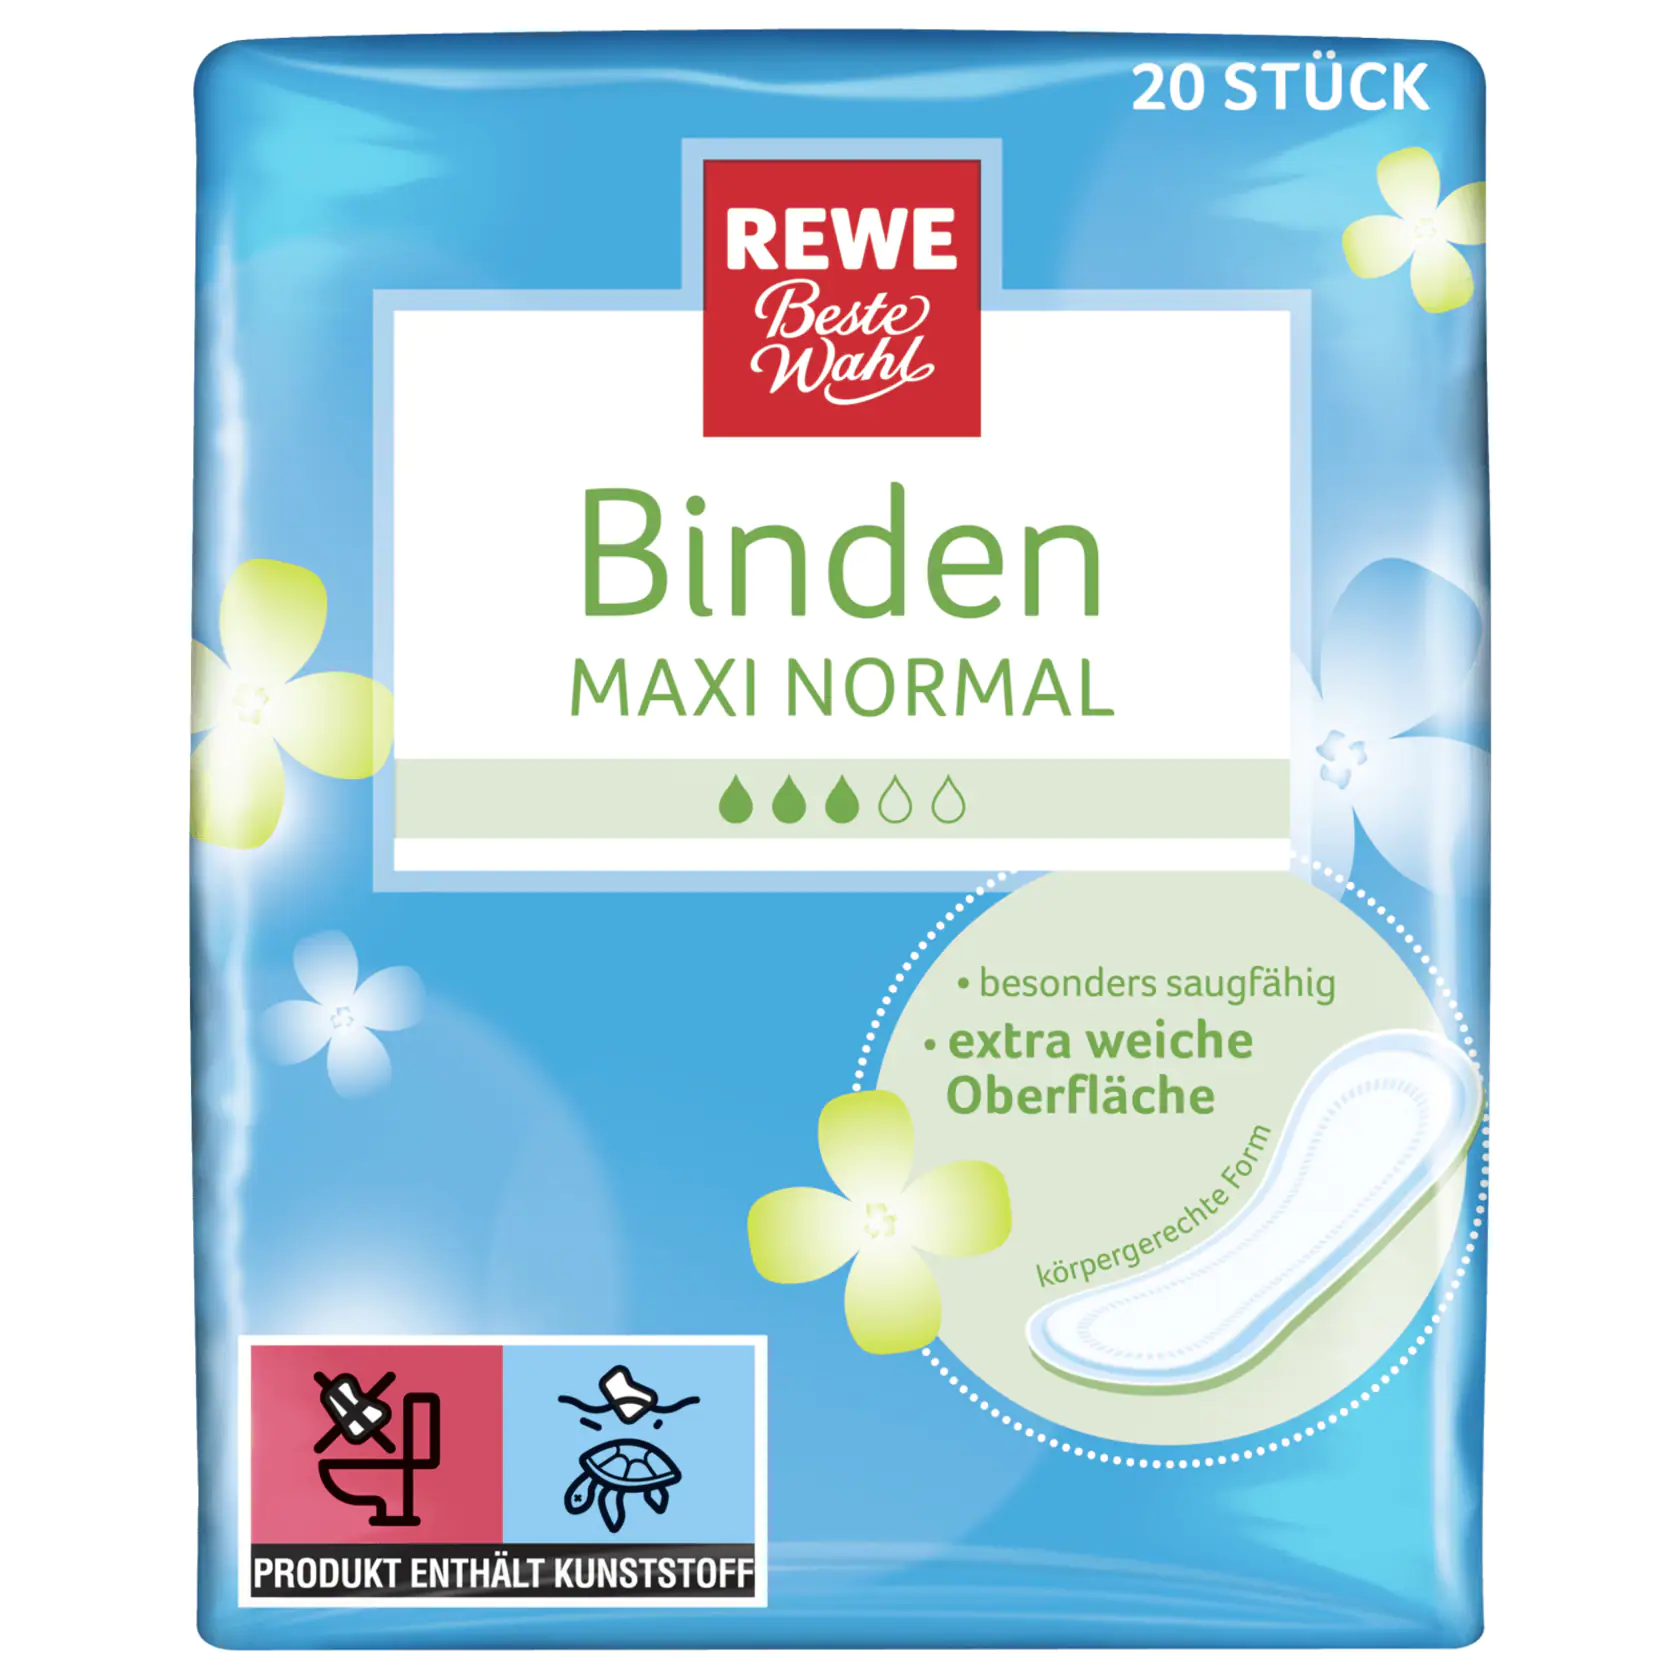 20 STÜCK
REWE
Beste
Wahl
Binden
MAXI NORMAL
• besonders saugfähig
• extra weiche
Oberfläche
körpergerechte Form
PRODUKT ENTHÄLT KUNSTSTOFF